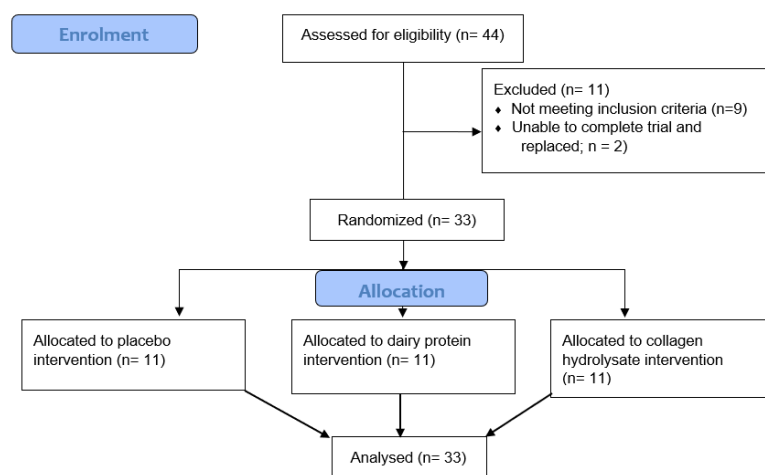 Enrolment
Assessed for eligibility (n= 44)
Excluded (n= 11)
♦ Not meeting inclusion criteria (n=9)
♦ Unable to complete trial and
replaced; n = 2)
Randomized (n= 33)
Allocation
Allocated to placebo
intervention (n= 11)
Allocated to dairy protein
intervention (n= 11)
Allocated to collagen
hydrolysate intervention
(n= 11)
Analysed (n= 33)